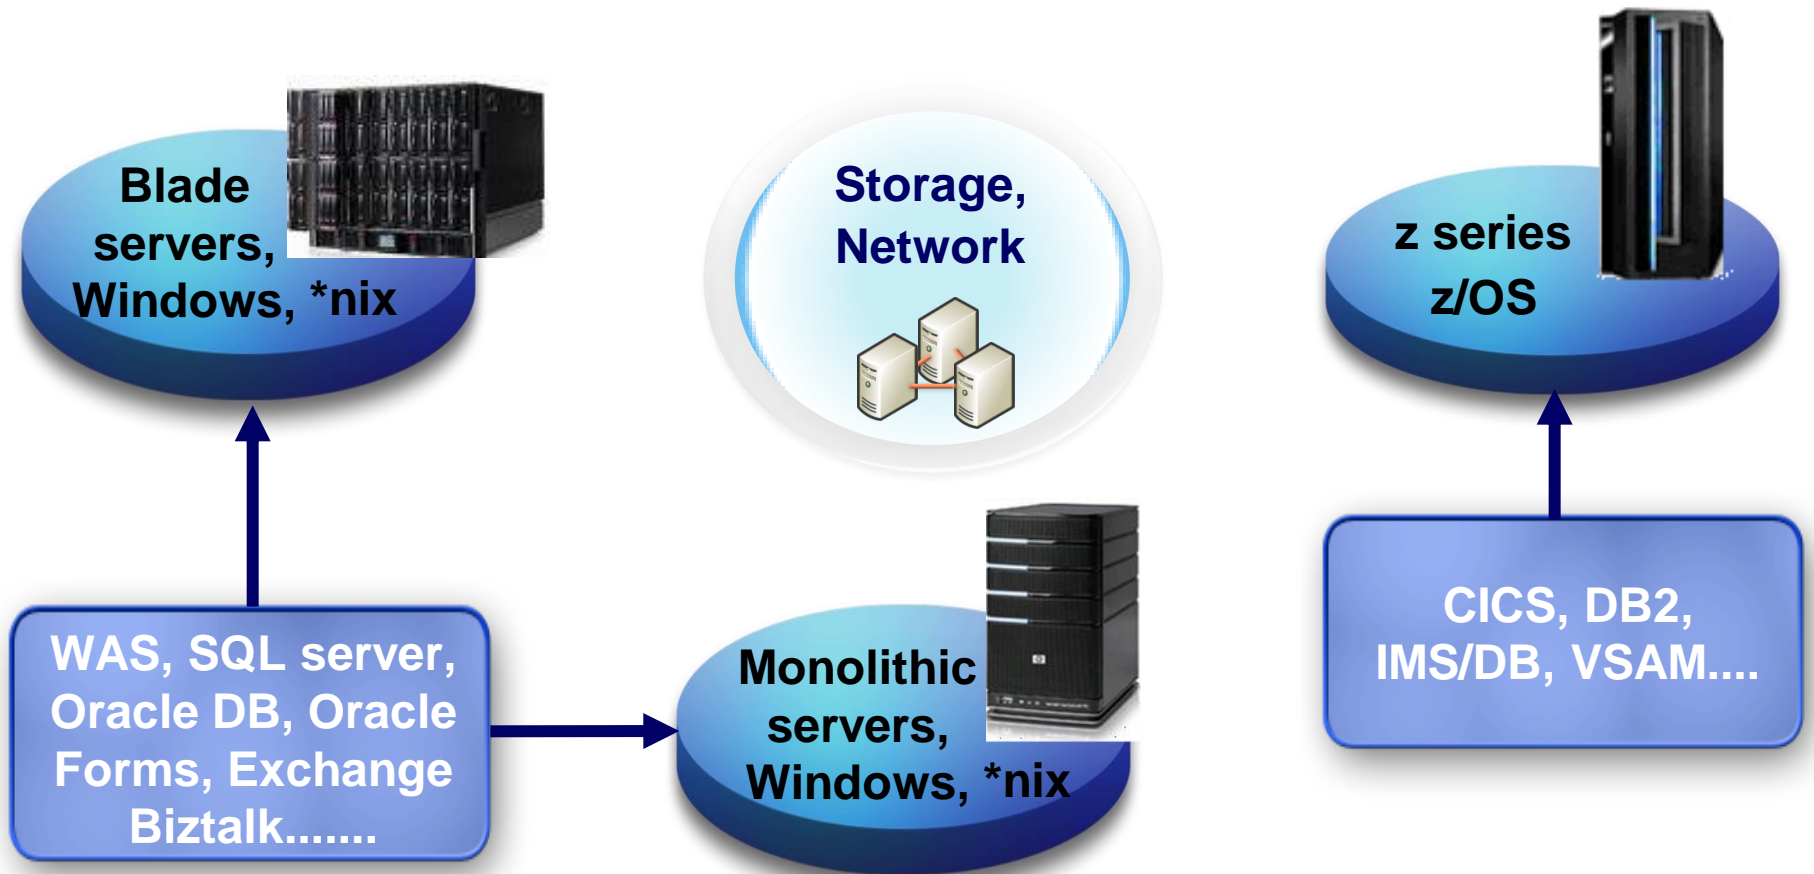 Blade
servers,
Windows, *nix
Storage,
Network
z series
z/OS
WAS, SQL server,
Oracle DB, Oracle
Forms, Exchange
Biztalk.......
Monolithic
servers,
Windows, *nix
CICS, DB2,
IMS/DB, VSAM....